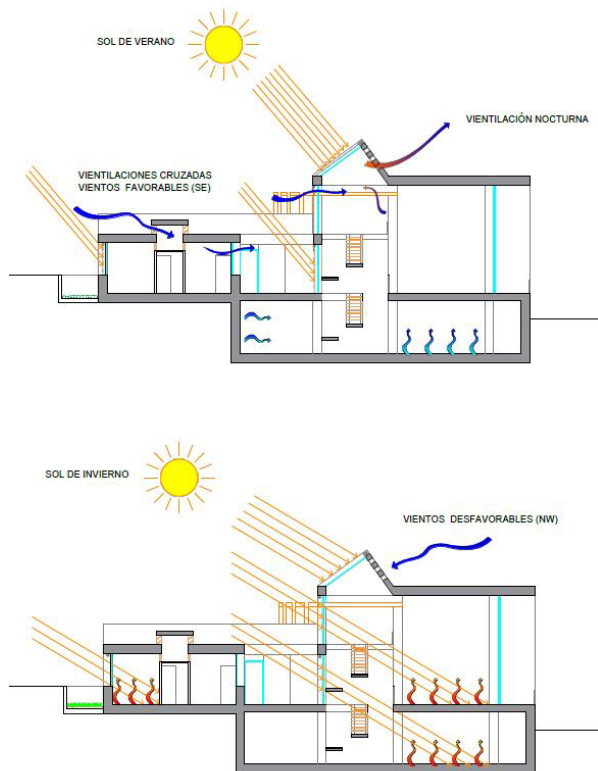 SOL DE VERANO
VIENTILACIÓN NOCTURNA
VIENTILACIONES CRUZADAS
VIENTOS FAVORABLES (SE)
SOL DE INVIERNO
VIENTOS DESFAVORABLES (NW)